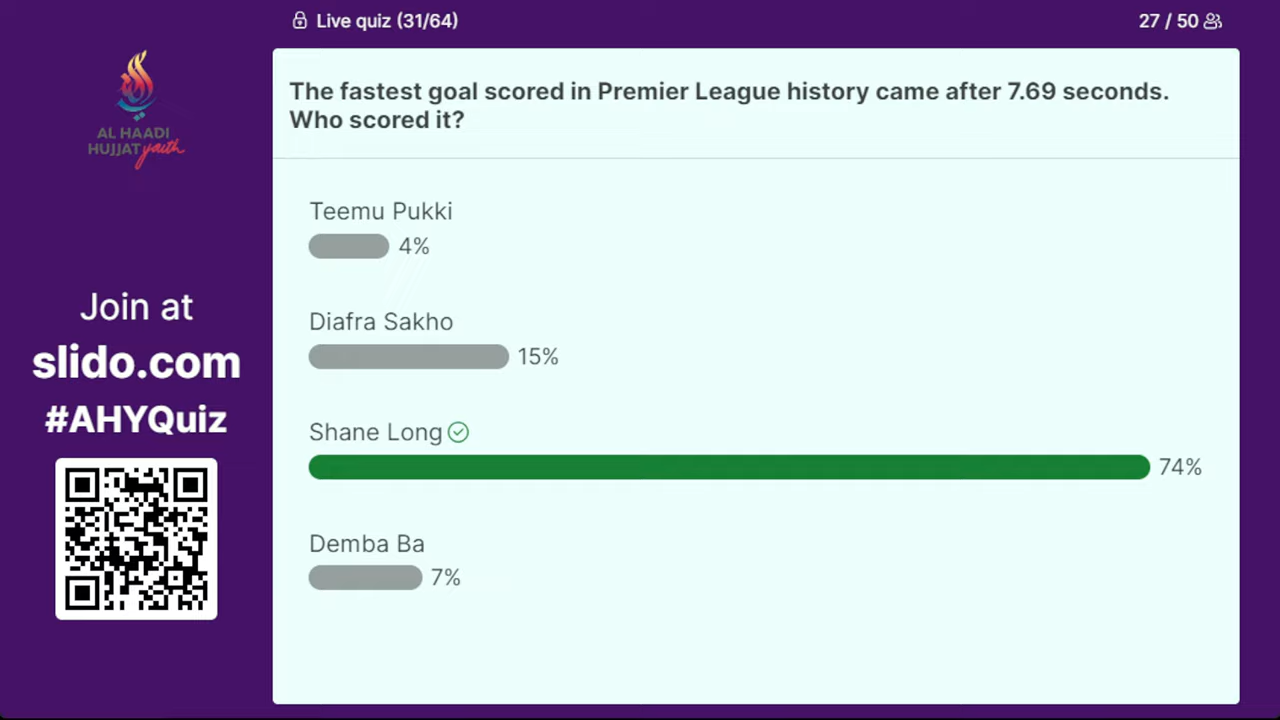 Live quiz (31/64)
27 / 50
AL HAADI
HUJJAT youth
The fastest goal scored in Premier League history came after 7.69 seconds.
Who scored it?
Teemu Pukki
4%
Diafra Sakho
15%
Shane Long
74%
Demba Ba
7%
Join at
slido.com
#AHYQuiz